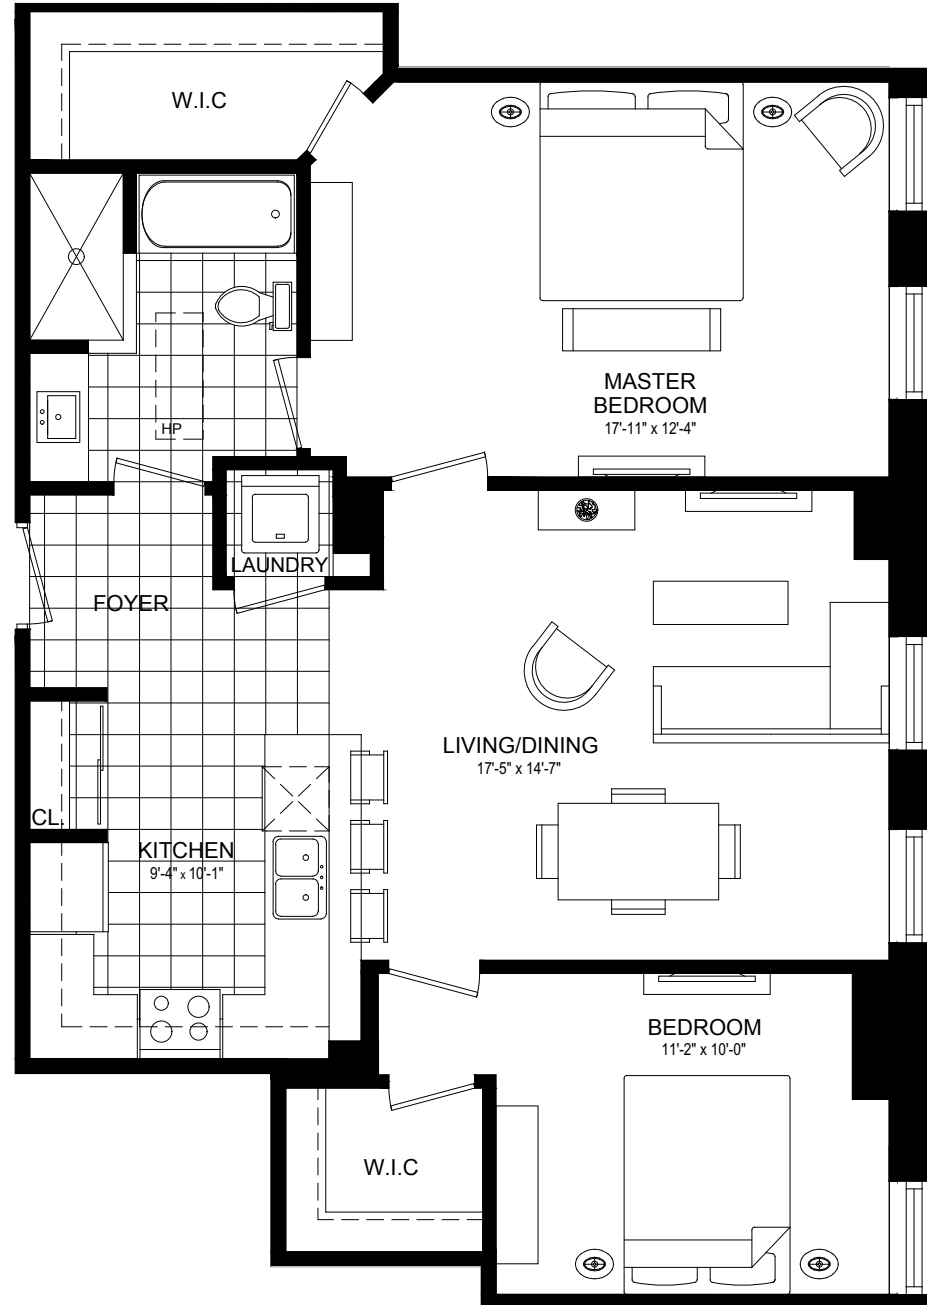 W.I.C
MASTER
BEDROOM
17'-11" x 12'-4"
HP
LAUNDRY
FOYER
LIVING/DINING
17'-5" x 14'-7"
CL.
KITCHEN
9'-4" x 10'-1"
BEDROOM
11'-2" x 10'-0"
W.I.C